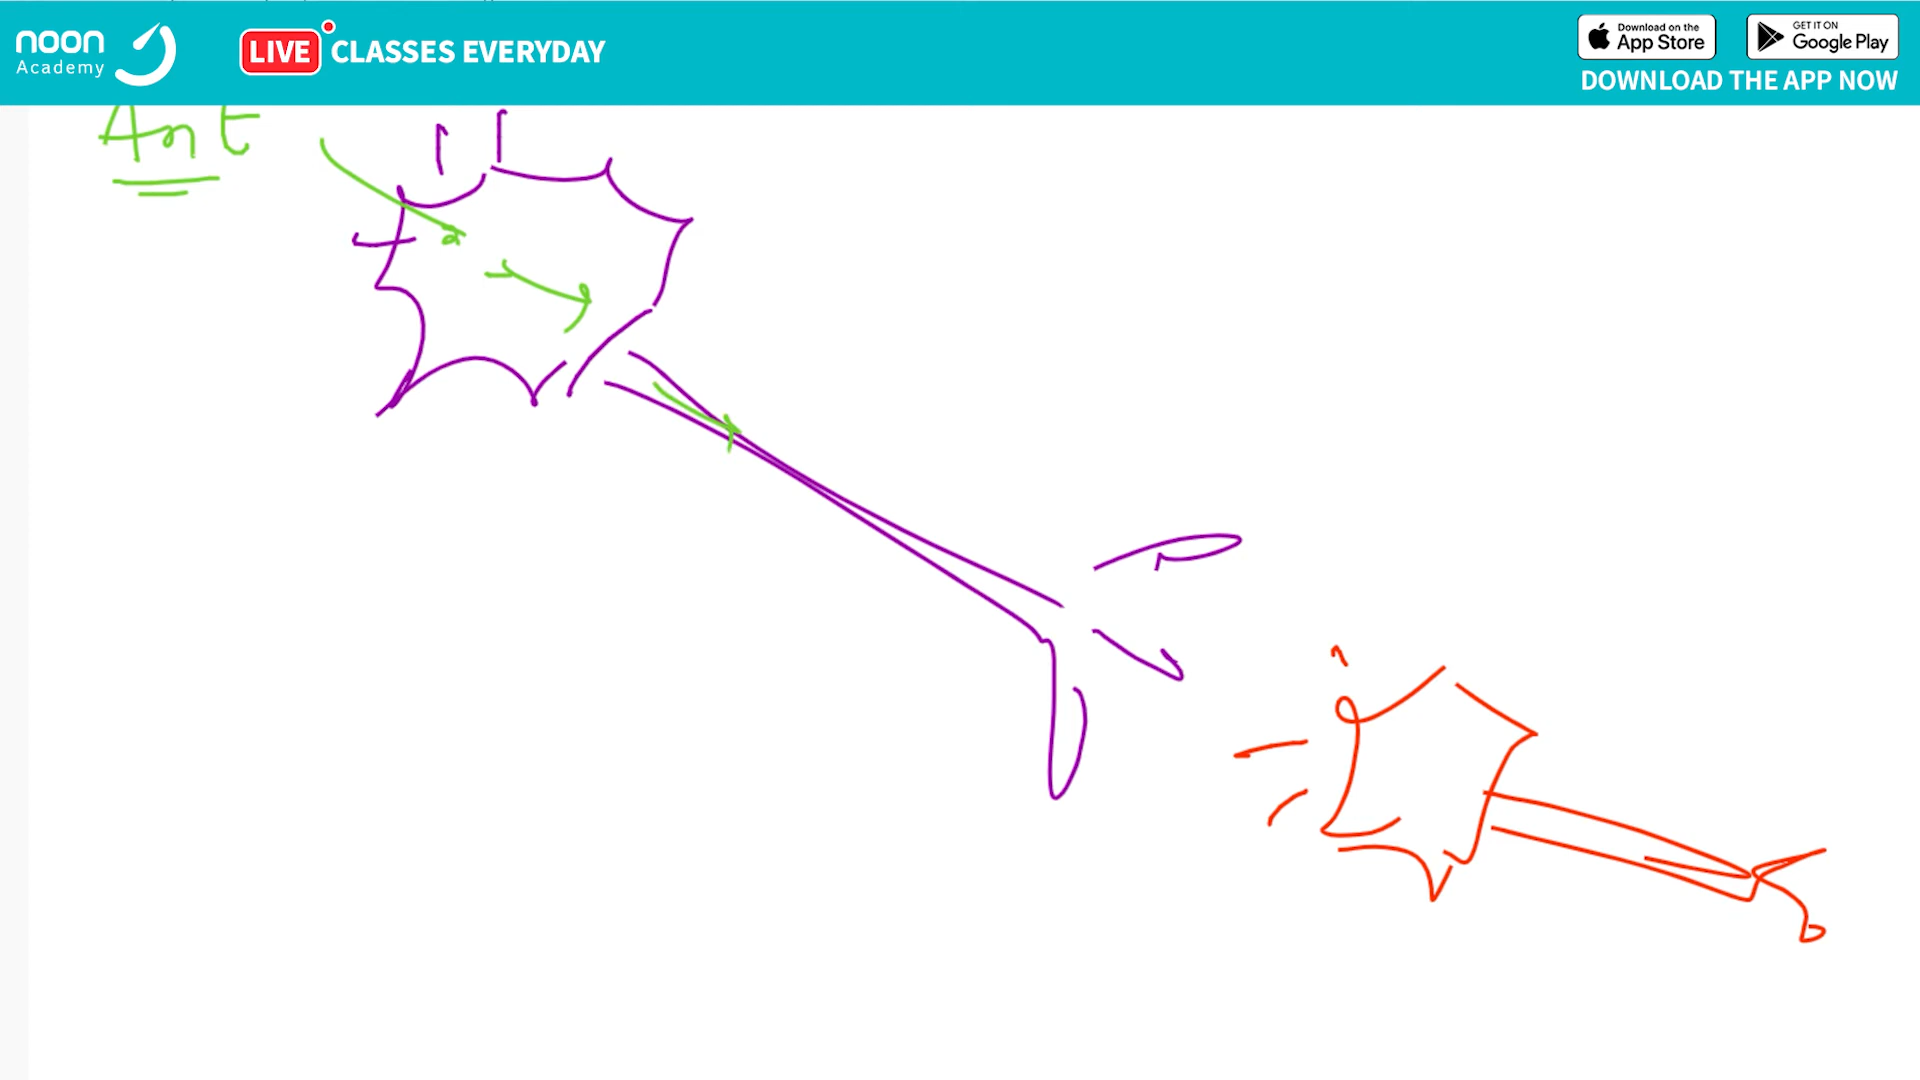 noon
Academy
LIVE CLASSES EVERYDAY
Download on the
App Store
GET IT ON
Google Play
DOWNLOAD THE APP NOW
Ant